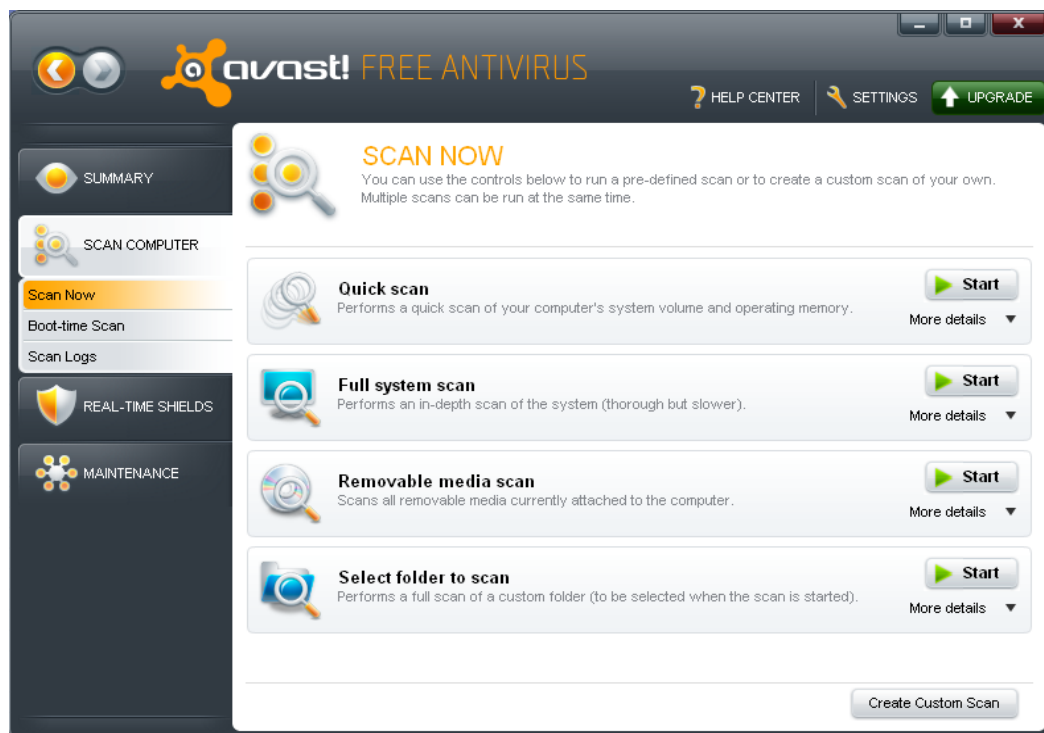 avast! FREE ANTIVIRUS
HELP CENTER
SETTINGS
UPGRADE
SUMMARY
SCAN COMPUTER
Scan Now
Boot-time Scan
Scan Logs
REAL-TIME SHIELDS
MAINTENANCE
SCAN NOW
You can use the controls below to run a pre-defined scan or to create a custom scan of your own.
Multiple scans can be run at the same time.
Quick scan
Performs a quick scan of your computer's system volume and operating memory.
Start
More details
Full system scan
Performs an in-depth scan of the system (thorough but slower).
Start
More details
Removable media scan
Scans all removable media currently attached to the computer.
Start
More details
Select folder to scan
Performs a full scan of a custom folder (to be selected when the scan is started).
Start
More details
Create Custom Scan